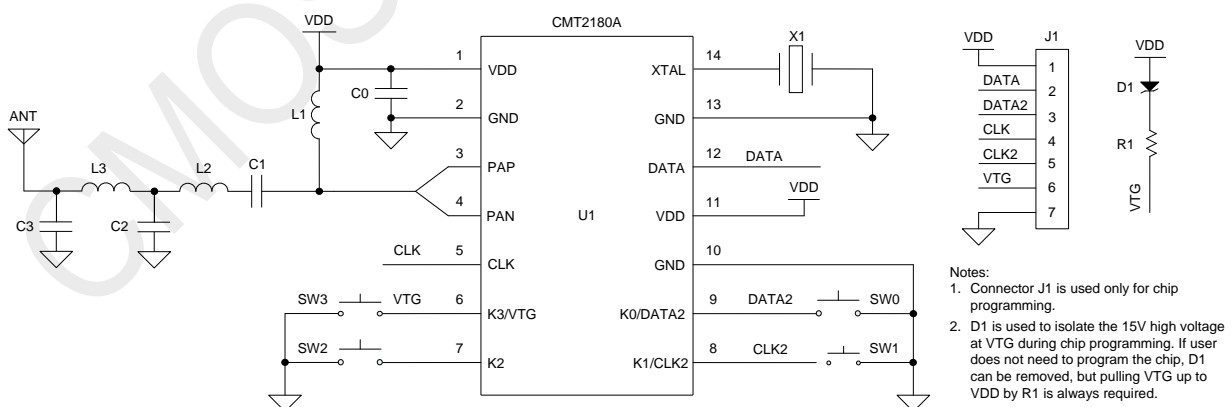 CMOS
CMT2180A
VDD
ANT
L3
L2
C1
L1
C0
C3
C2
1
VDD
2
GND
3
PAP
4
PAN
CLK
5
CLK
SW3
VTG
6
K3/VTG
SW2
7
K2
U1
XTAL
14
X1
GND
13
DATA
12
DATA
VDD
11
VDD
GND
10
K0/DATA2
9
DATA2
SW0
K1/CLK2
8
CLK2
SW1
VDD
J1
1
DATA
2
DATA2
3
CLK
4
CLK2
5
VTG
6
7
VDD
D1
R1
VTG
Notes:
1. Connector J1 is used only for chip
programming.
2. D1 is used to isolate the 15V high voltage
at VTG during chip programming. If user
does not need to program the chip, D1
can be removed, but pulling VTG up to
VDD by R1 is always required.